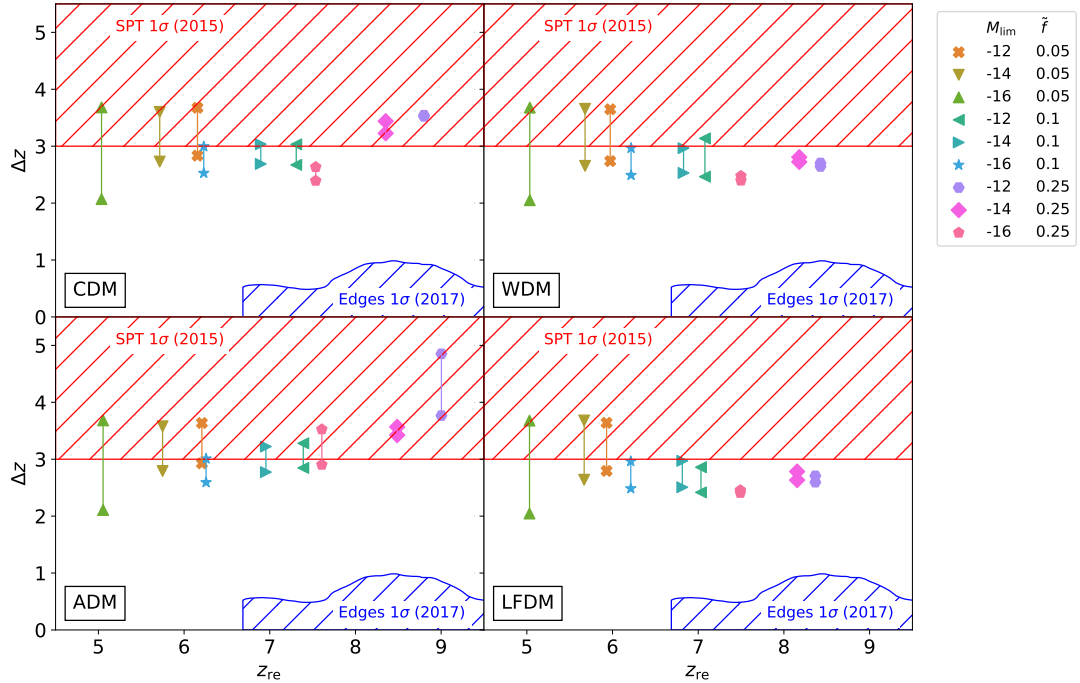 SPT 1σ (2015)
SPT 1σ (2015)
M_lim f̃
-12 0.05
-14 0.05
-16 0.05
-12 0.1
-14 0.1
-16 0.1
-12 0.25
-14 0.25
-16 0.25
5
4
3
2
1
0
Δz
CDM
Edges 1σ (2017)
WDM
Edges 1σ (2017)
SPT 1σ (2015)
SPT 1σ (2015)
5
4
3
2
1
0
Δz
ADM
Edges 1σ (2017)
LFDM
Edges 1σ (2017)
5 6 7 8 9
5 6 7 8 9
z_re
z_re